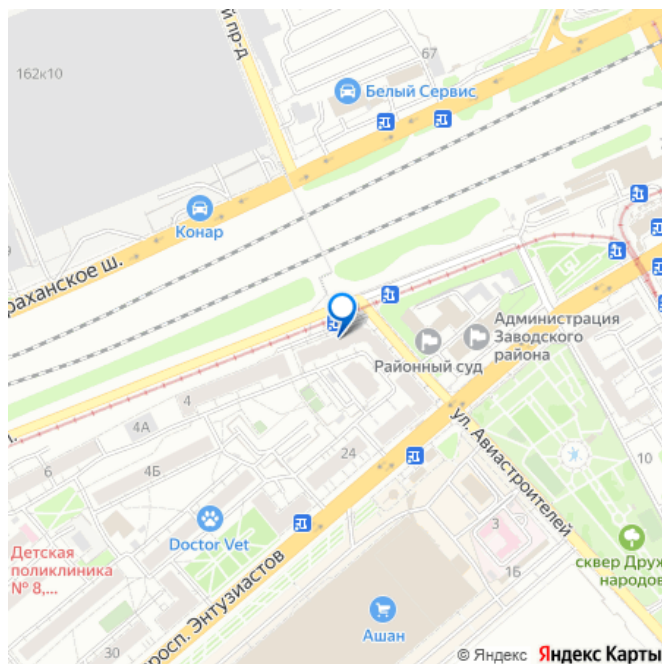 й пр-д
67
162к10
Белый Сервис
Конар
раханское ш.
Администрация
Заводского
района
Районный суд
4
4А
л.
24
ул. Авиастроителей
6
4Б
10
Doctor Vet
3
Детская
поликлиника
№ 8,...
сквер Друж
народов
1Б
просп. Энтузиастов
Ашан
30
© Яндекс Яндекс Карты